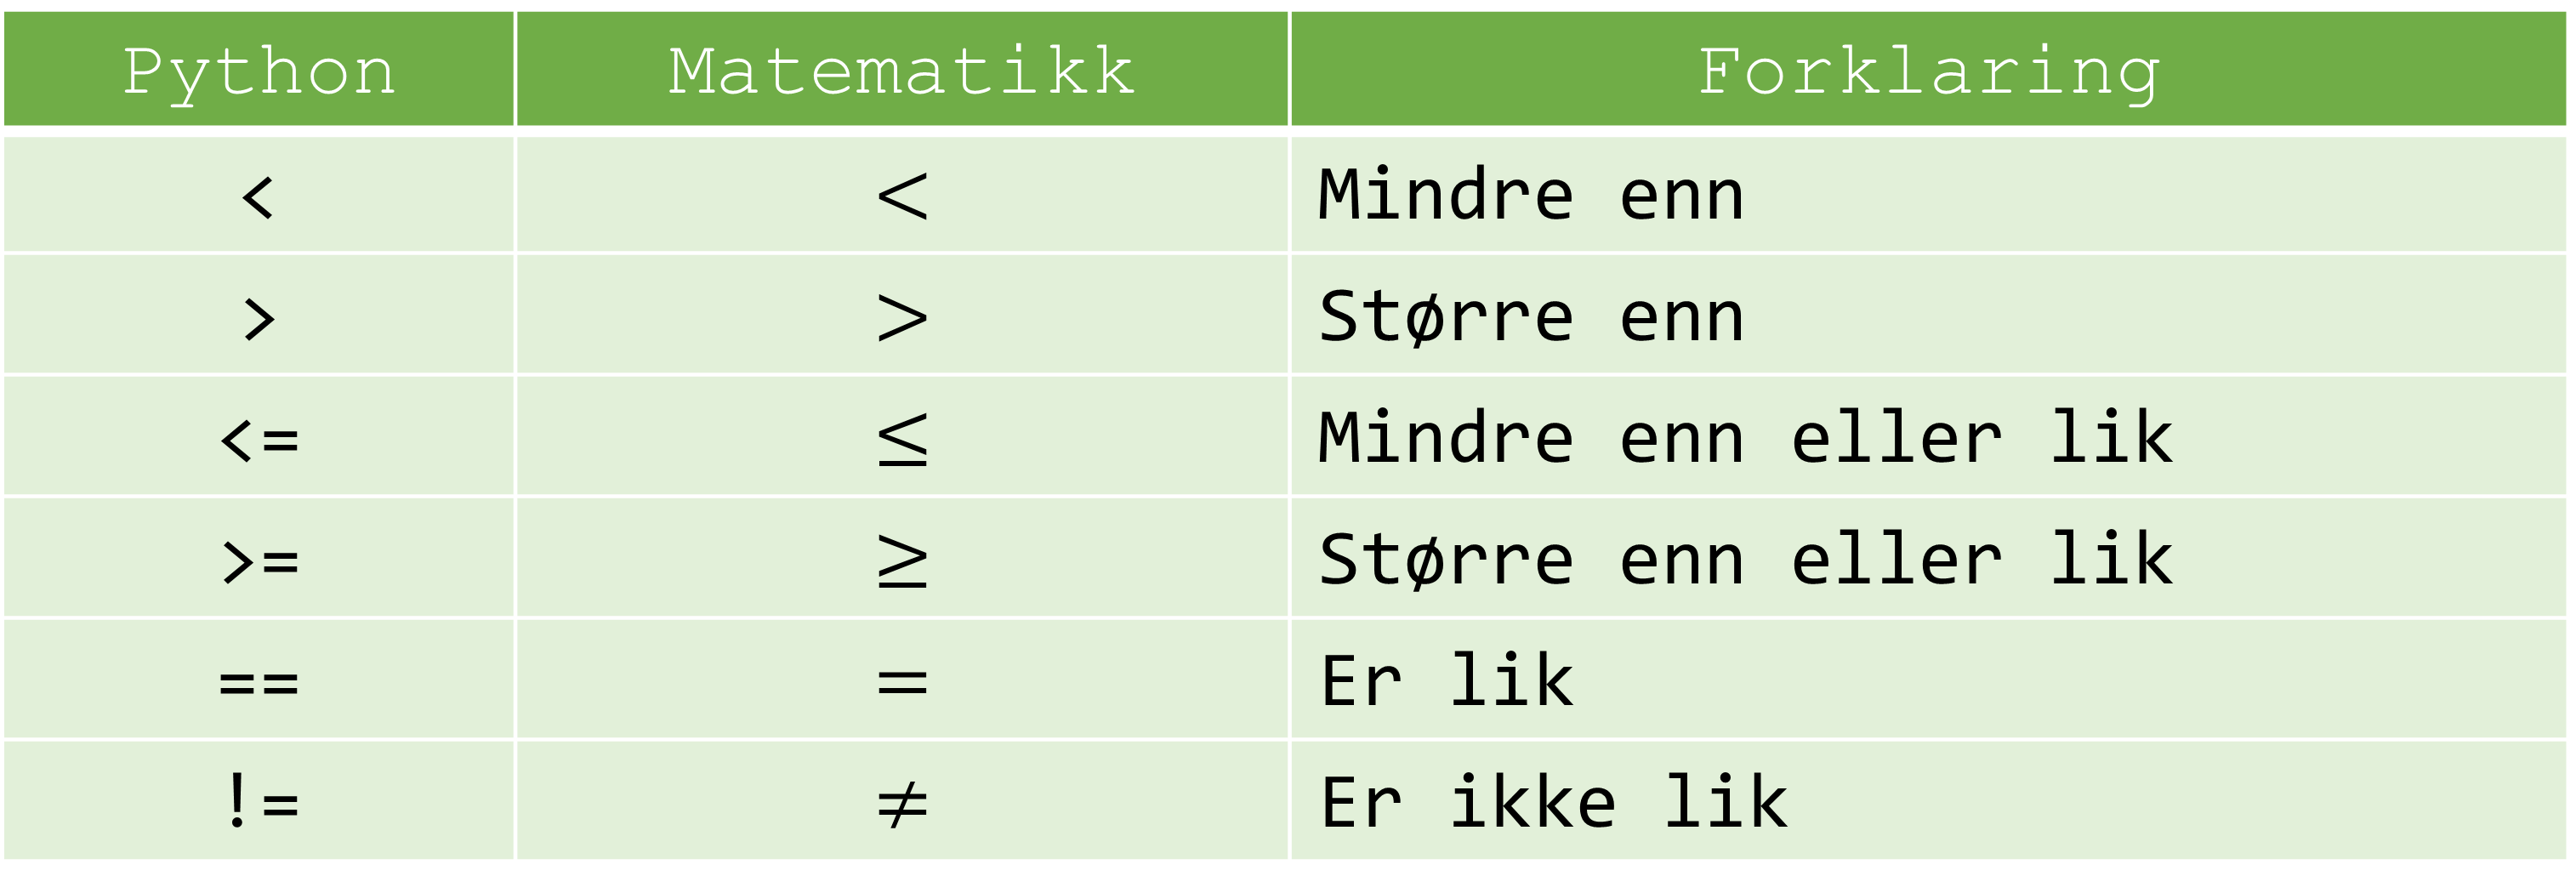 Python Matematikk Forklaring
< < Mindre enn
> > Større enn
<= ≤ Mindre enn eller lik
>= ≥ Større enn eller lik
== = Er lik
!= ≠ Er ikke lik